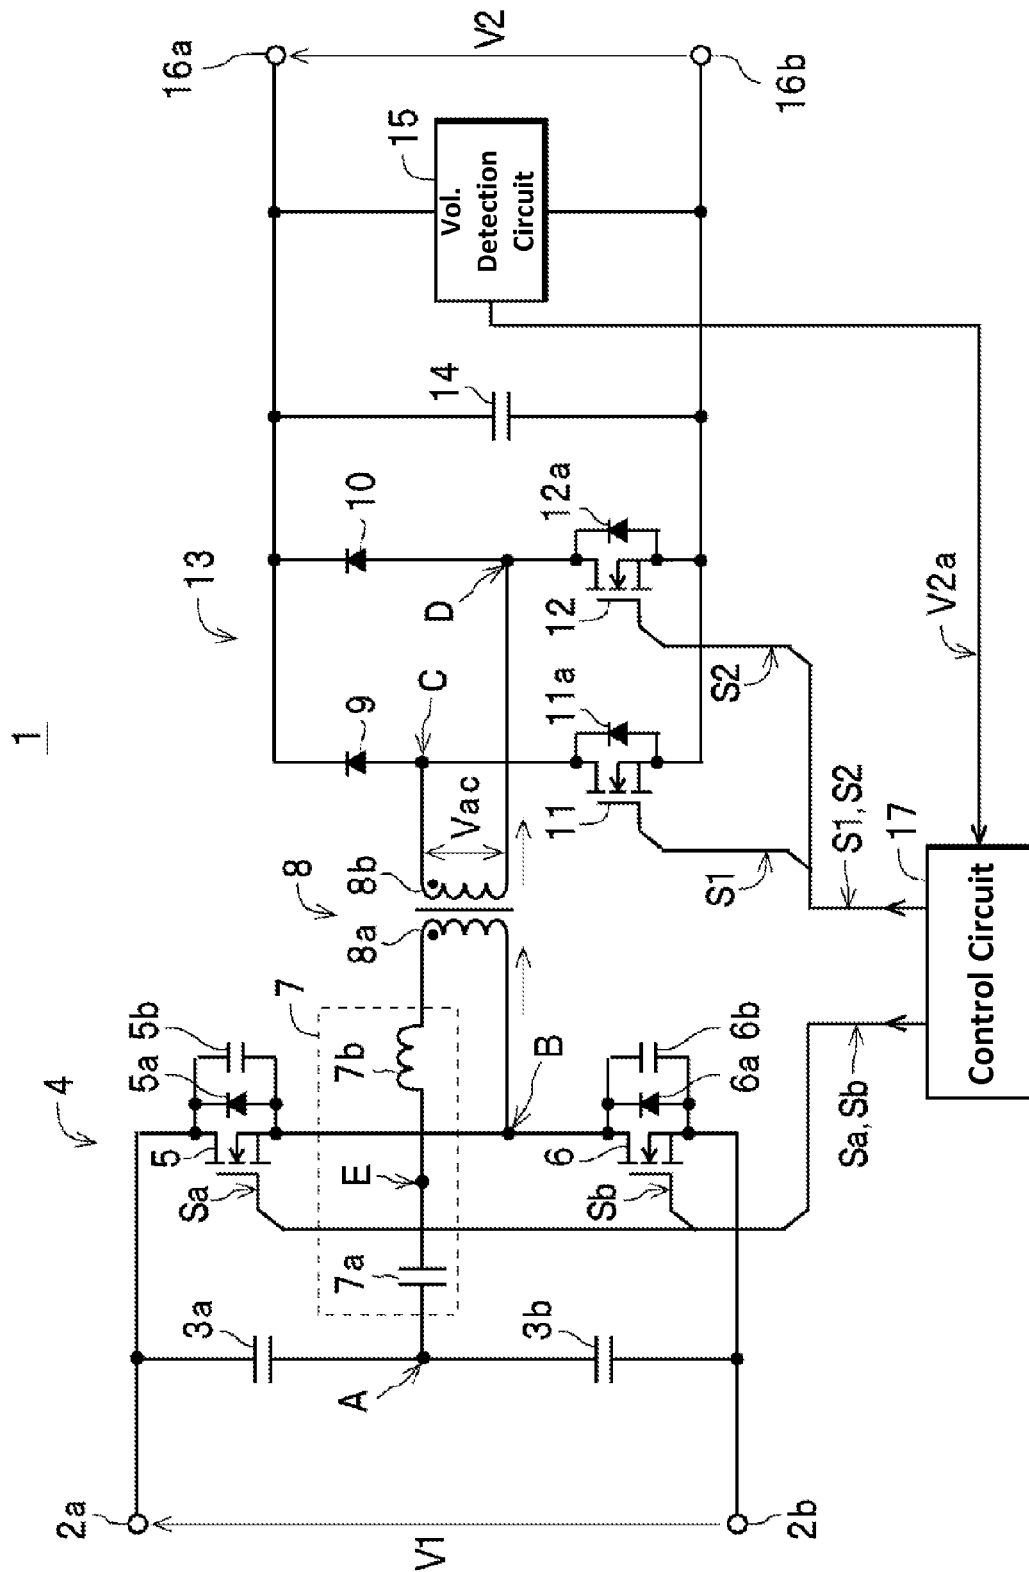 1
4
13
2a
V1
2b
3a
3b
A
5
5a
5b
Sa
7
7a
7b
E
B
6
6a
6b
Sb
8
8a
8b
Vac
C
D
9
10
11
11a
12
12a
S1
S2
14
15
Vol.
Detection
Circuit
16a
V2
16b
V2a
Sa, Sb
S1, S2
17
Control Circuit